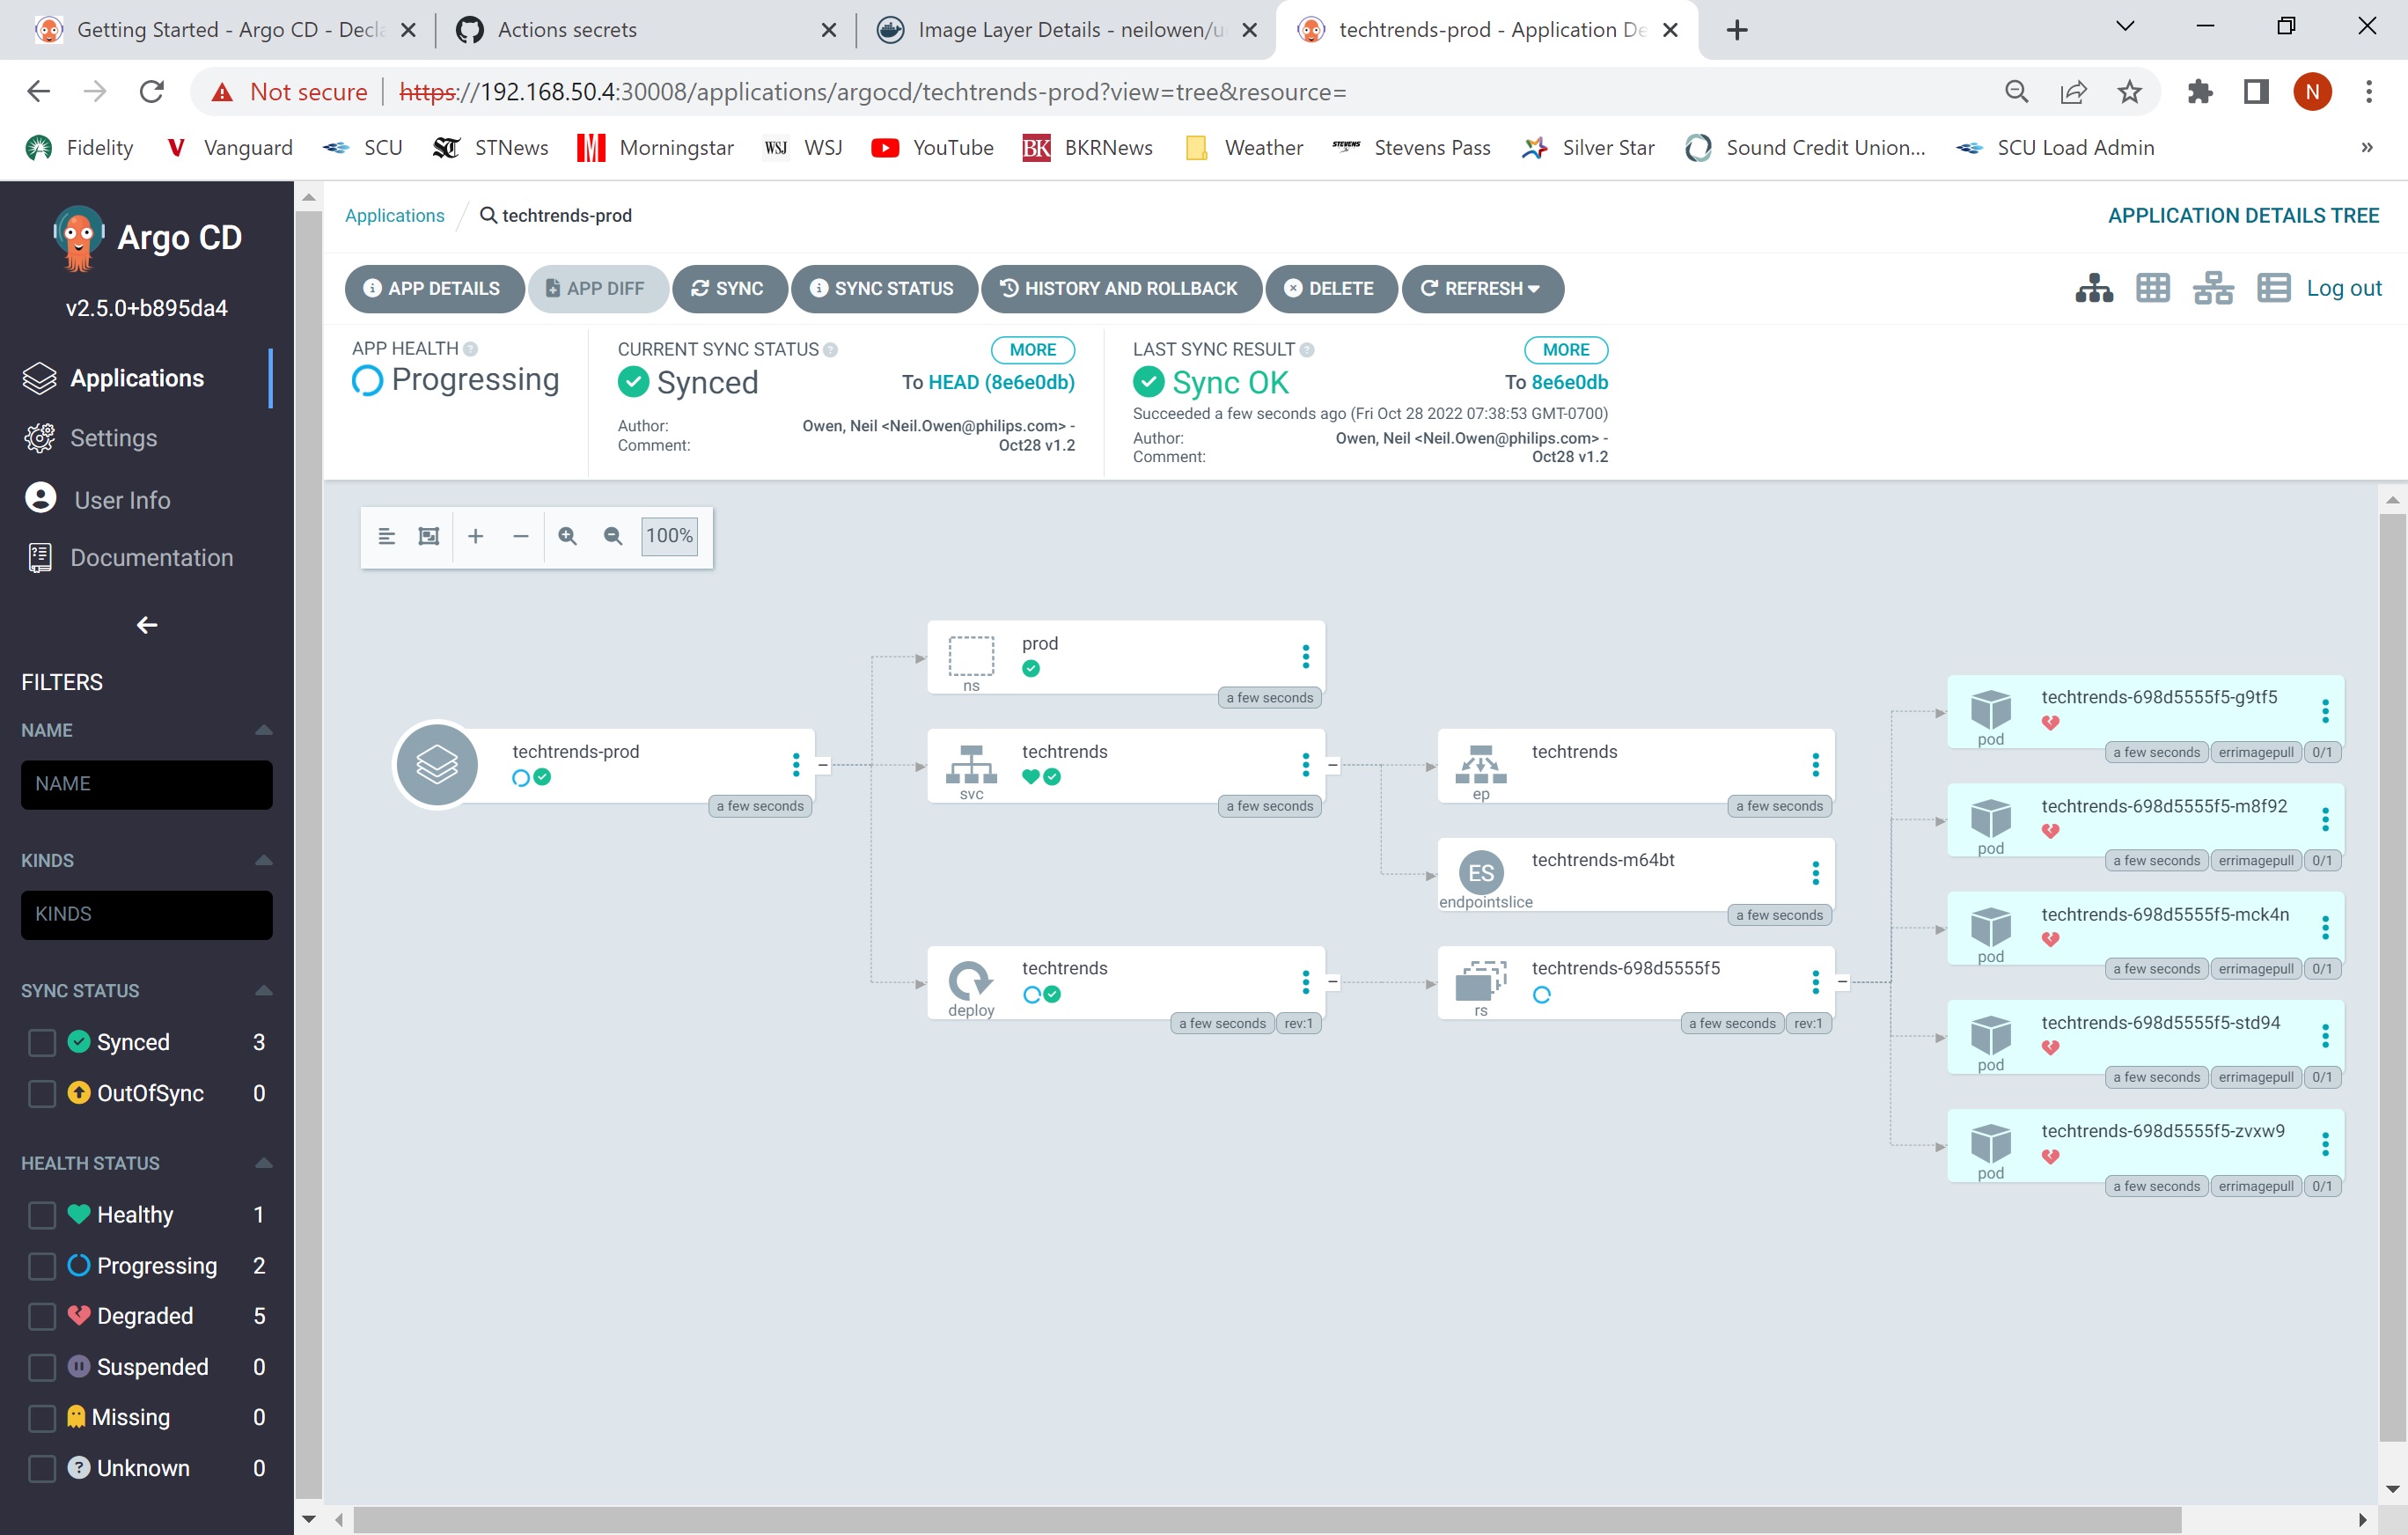 Getting Started - Argo CD - Decla
Actions secrets
Image Layer Details - neilowen/u
techtrends-prod - Application De
Not secure
https://192.168.50.4:30008/applications/argocd/techtrends-prod?view=tree&resource=
N
Fidelity
V Vanguard
SCU
ST STNews
M Morningstar
WSJ WSJ
YouTube
BK BKRNews
Weather
STEVENS Stevens Pass
Silver Star
Sound Credit Union...
SCU Load Admin
»
Argo CD
v2.5.0+b895da4
Applications
Settings
User Info
Documentation
FILTERS
NAME
NAME
KINDS
KINDS
SYNC STATUS
Synced 3
OutOfSync 0
HEALTH STATUS
Healthy 1
Progressing 2
Degraded 5
Suspended 0
Missing 0
Unknown 0
Applications / techtrends-prod
APPLICATION DETAILS TREE
APP DETAILS
APP DIFF
SYNC
SYNC STATUS
HISTORY AND ROLLBACK
DELETE
REFRESH
Log out
APP HEALTH
Progressing
CURRENT SYNC STATUS
MORE
Synced
To HEAD (8e6e0db)
Author: Owen, Neil <Neil.Owen@philips.com> -
Comment: Oct28 v1.2
LAST SYNC RESULT
MORE
Sync OK
To 8e6e0db
Succeeded a few seconds ago (Fri Oct 28 2022 07:38:53 GMT-0700)
Author: Owen, Neil <Neil.Owen@philips.com> -
Comment: Oct28 v1.2
100%
techtrends-prod
a few seconds
prod
ns
a few seconds
techtrends
svc
a few seconds
techtrends
deploy
a few seconds rev:1
techtrends
ep
a few seconds
techtrends-m64bt
ES
endpointslice
a few seconds
techtrends-698d5555f5
rs
a few seconds rev:1
techtrends-698d5555f5-g9tf5
pod
a few seconds errimagepull 0/1
techtrends-698d5555f5-m8f92
pod
a few seconds errimagepull 0/1
techtrends-698d5555f5-mck4n
pod
a few seconds errimagepull 0/1
techtrends-698d5555f5-std94
pod
a few seconds errimagepull 0/1
techtrends-698d5555f5-zvxw9
pod
a few seconds errimagepull 0/1